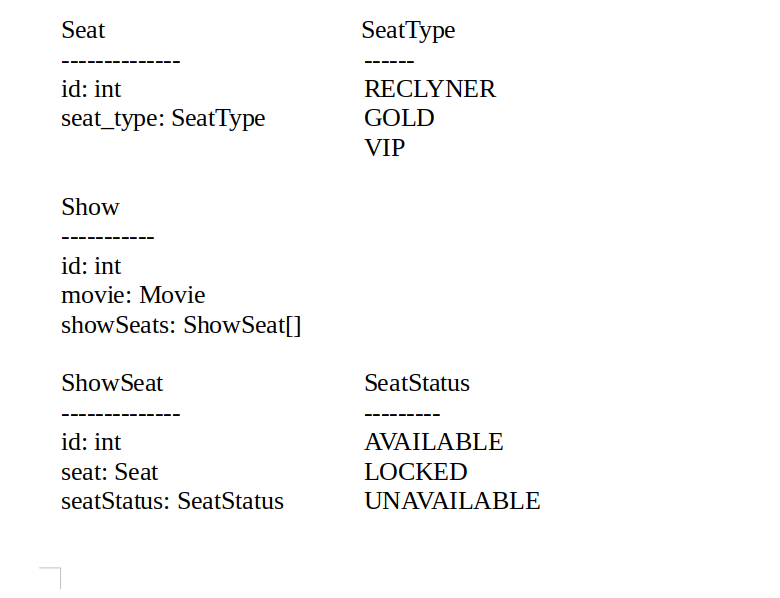 Seat SeatType
-------------- ------
id: int RECLYNER
seat_type: SeatType GOLD
VIP
Show
-----------
id: int
movie: Movie
showSeats: ShowSeat[]
ShowSeat SeatStatus
-------------- ---------
id: int AVAILABLE
seat: Seat LOCKED
seatStatus: SeatStatus UNAVAILABLE